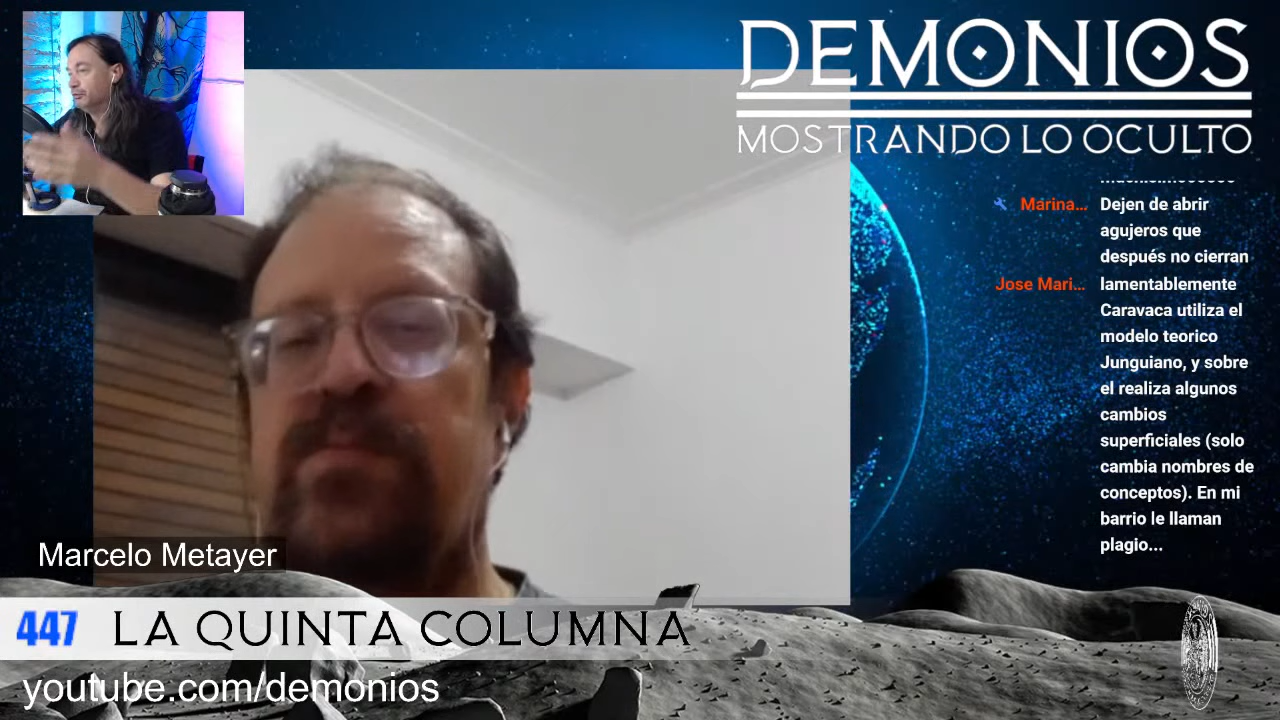 DEMONIOS
MOSTRANDO LO OCULTO
Marina... Dejen de abrir
agujeros que
después no cierran
Jose Mari... lamentablemente
Caravaca utiliza el
modelo teorico
Junguiano, y sobre
el realiza algunos
cambios
superficiales (solo
cambia nombres de
conceptos). En mi
barrio le llaman
plagio...
Marcelo Metayer
447 LA QUINTA COLUMNA
youtube.com/demonios